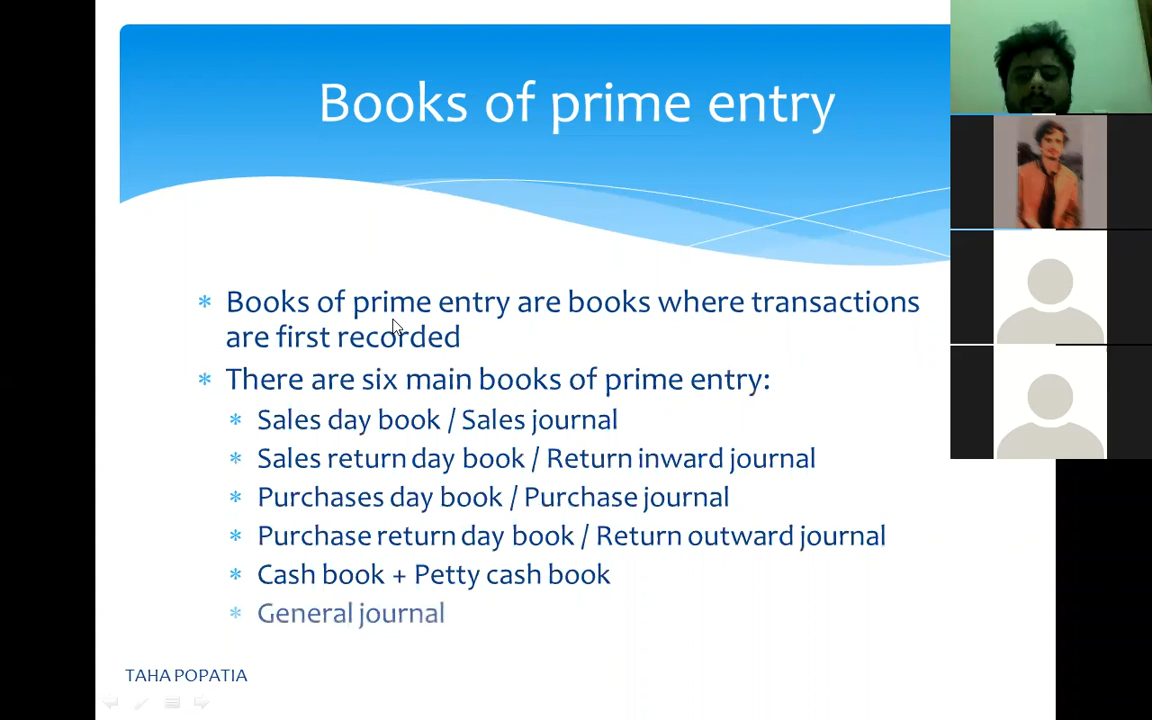 Books of prime entry
* Books of prime entry are books where transactions
are first recorded
* There are six main books of prime entry:
* Sales day book / Sales journal
* Sales return day book / Return inward journal
* Purchases day book / Purchase journal
* Purchase return day book / Return outward journal
* Cash book + Petty cash book
* General journal
TAHA POPATIA